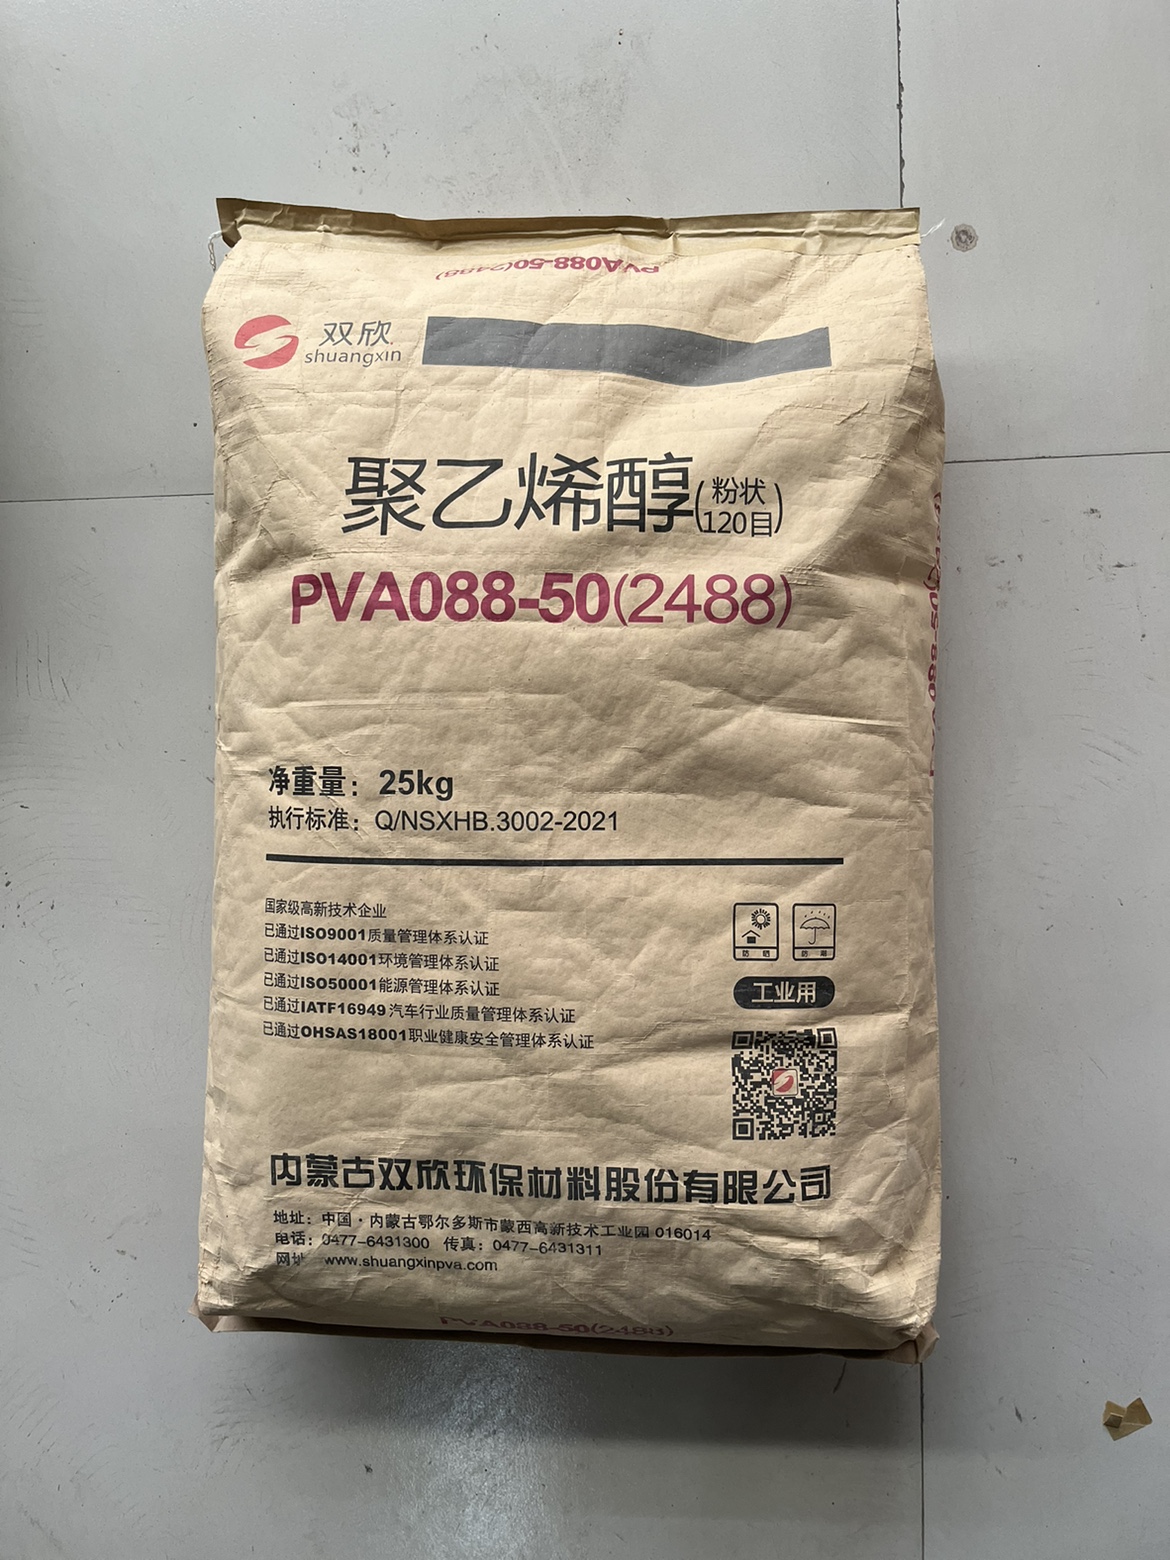 PVA088-50(2488)
双欣
shuangxin
聚乙烯醇(粉状
120目)
PVA088-50(2488)
净重量：25kg
执行标准：Q/NSXHB.3002-2021
国家级高新技术企业
已通过ISO9001质量管理体系认证
已通过ISO14001环境管理体系认证
已通过ISO50001能源管理体系认证
已通过IATF16949汽车行业质量管理体系认证
已通过OHSAS18001职业健康安全管理体系认证
防 晒
防 潮
工业用
内蒙古双欣环保材料股份有限公司
地址：中国·内蒙古鄂尔多斯市蒙西高新技术工业园 016014
电话：0477-6431300 传真：0477-6431311
网址 www.shuangxinpva.com
PVA088-50(2488)